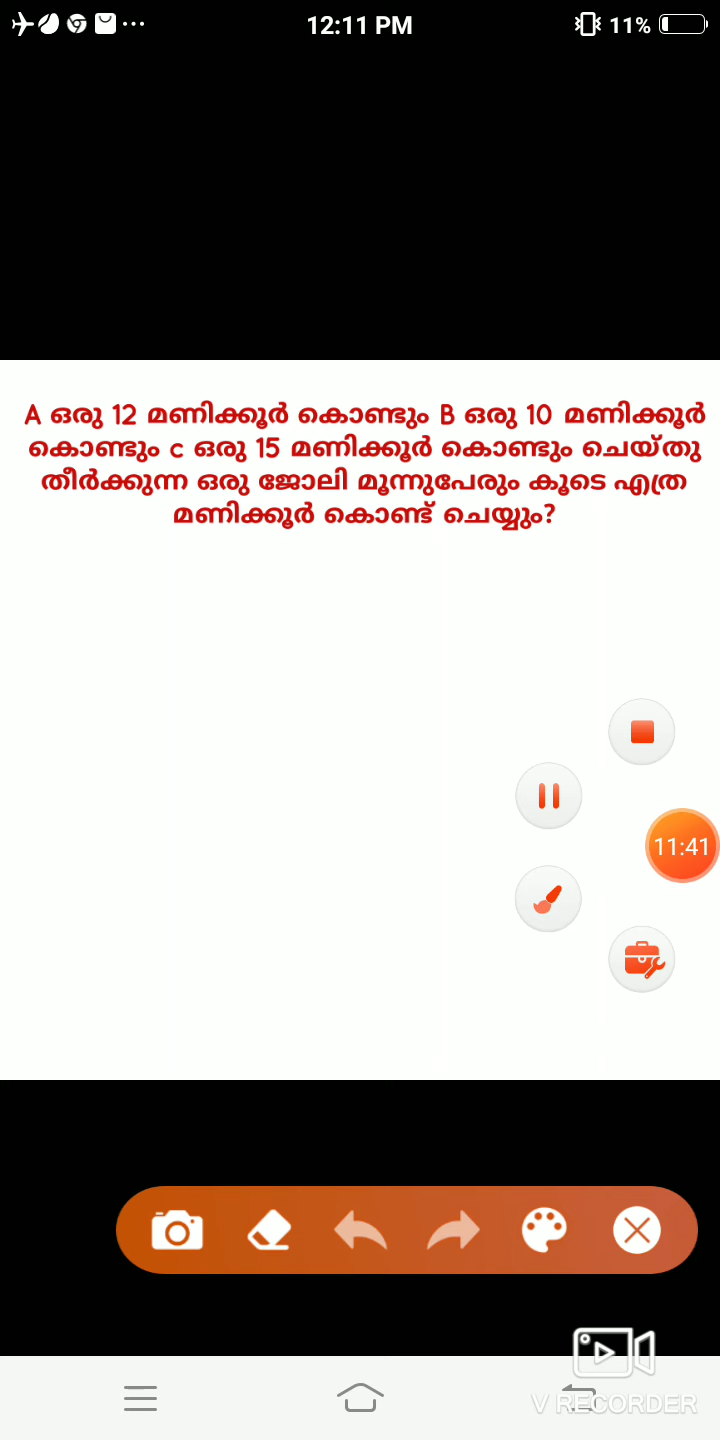 12:11 PM
11%
A ഒരു 12 മണിക്കൂർ കൊണ്ടും B ഒരു 10 മണിക്കൂർ
കൊണ്ടും c ഒരു 15 മണിക്കൂർ കൊണ്ടും ചെയ്തു
തീർക്കുന്ന ഒരു ജോലി മൂന്നുപേരും കൂടെ എത്ര
മണിക്കൂർ കൊണ്ട് ചെയ്യും?
11:41
V RECORDER